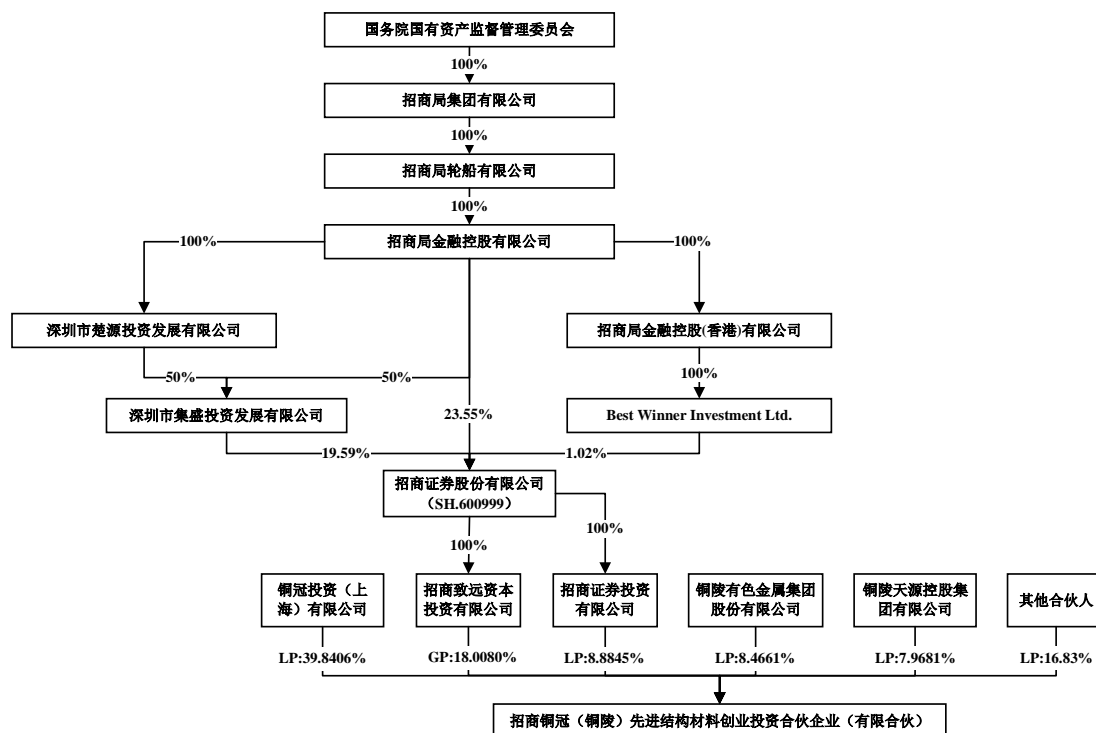 国务院国有资产监督管理委员会
100%
招商局集团有限公司
100%
招商局轮船有限公司
100%
招商局金融控股有限公司
100%
100%
深圳市楚源投资发展有限公司
招商局金融控股(香港)有限公司
50%
50%
100%
深圳市集盛投资发展有限公司
23.55%
Best Winner Investment Ltd.
19.59%
1.02%
招商证券股份有限公司
（SH.600999）
100%
100%
铜冠投资（上
海）有限公司
招商致远资本
投资有限公司
招商证券投资
有限公司
铜陵有色金属集团
股份有限公司
铜陵天源控股集
团有限公司
其他合伙人
LP:39.8406%
GP:18.0080%
LP:8.8845%
LP:8.4661%
LP:7.9681%
LP:16.83%
招商铜冠（铜陵）先进结构材料创业投资合伙企业（有限合伙）